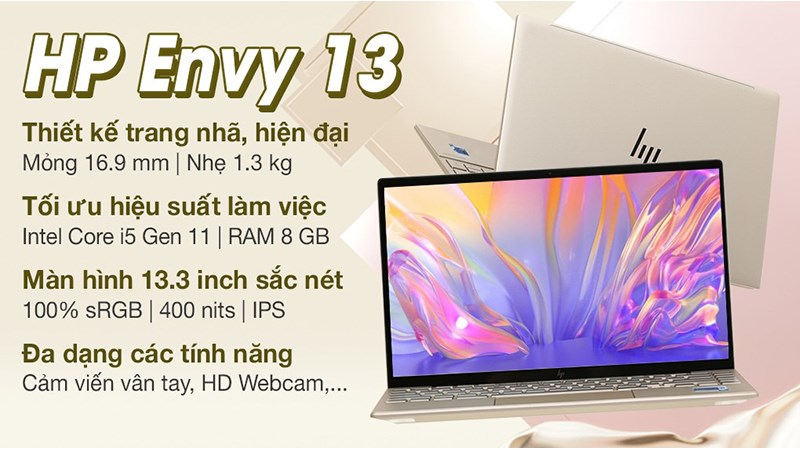 HP Envy 13
Thiết kế trang nhã, hiện đại
Mỏng 16.9 mm | Nhẹ 1.3 kg
Tối ưu hiệu suất làm việc
Intel Core i5 Gen 11 | RAM 8 GB
Màn hình 13.3 inch sắc nét
100% sRGB | 400 nits | IPS
Đa dạng các tính năng
Cảm viến vân tay, HD Webcam,...
hp